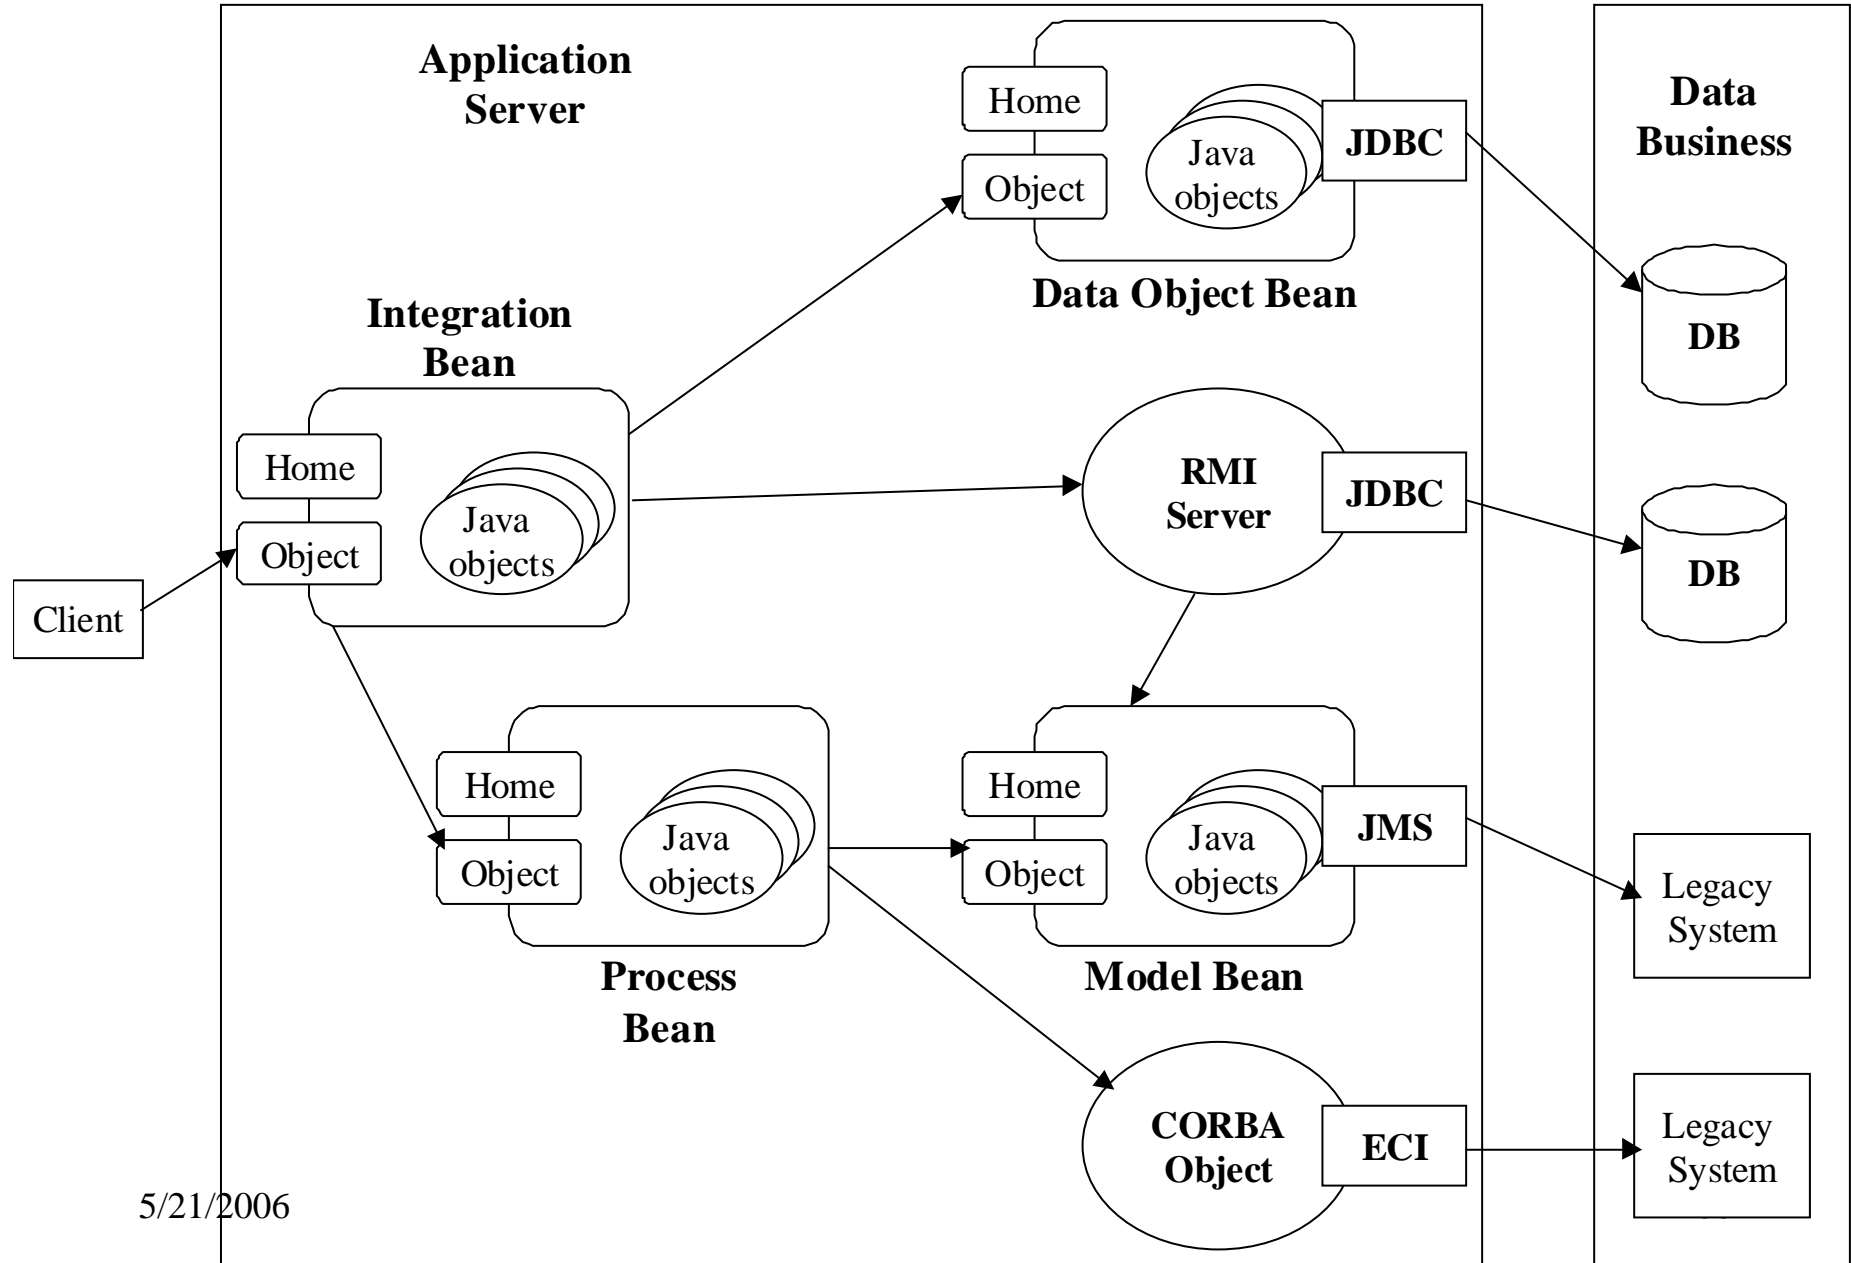 Application
Server
Home
Object
Java
objects
JDBC
Data Object Bean
Data
Business
DB
Integration
Bean
Home
Object
Java
objects
Client
RMI
Server
JDBC
DB
Home
Object
Java
objects
Process
Bean
Home
Object
Java
objects
JMS
Model Bean
Legacy
System
CORBA
Object
ECI
Legacy
System
5/21/2006